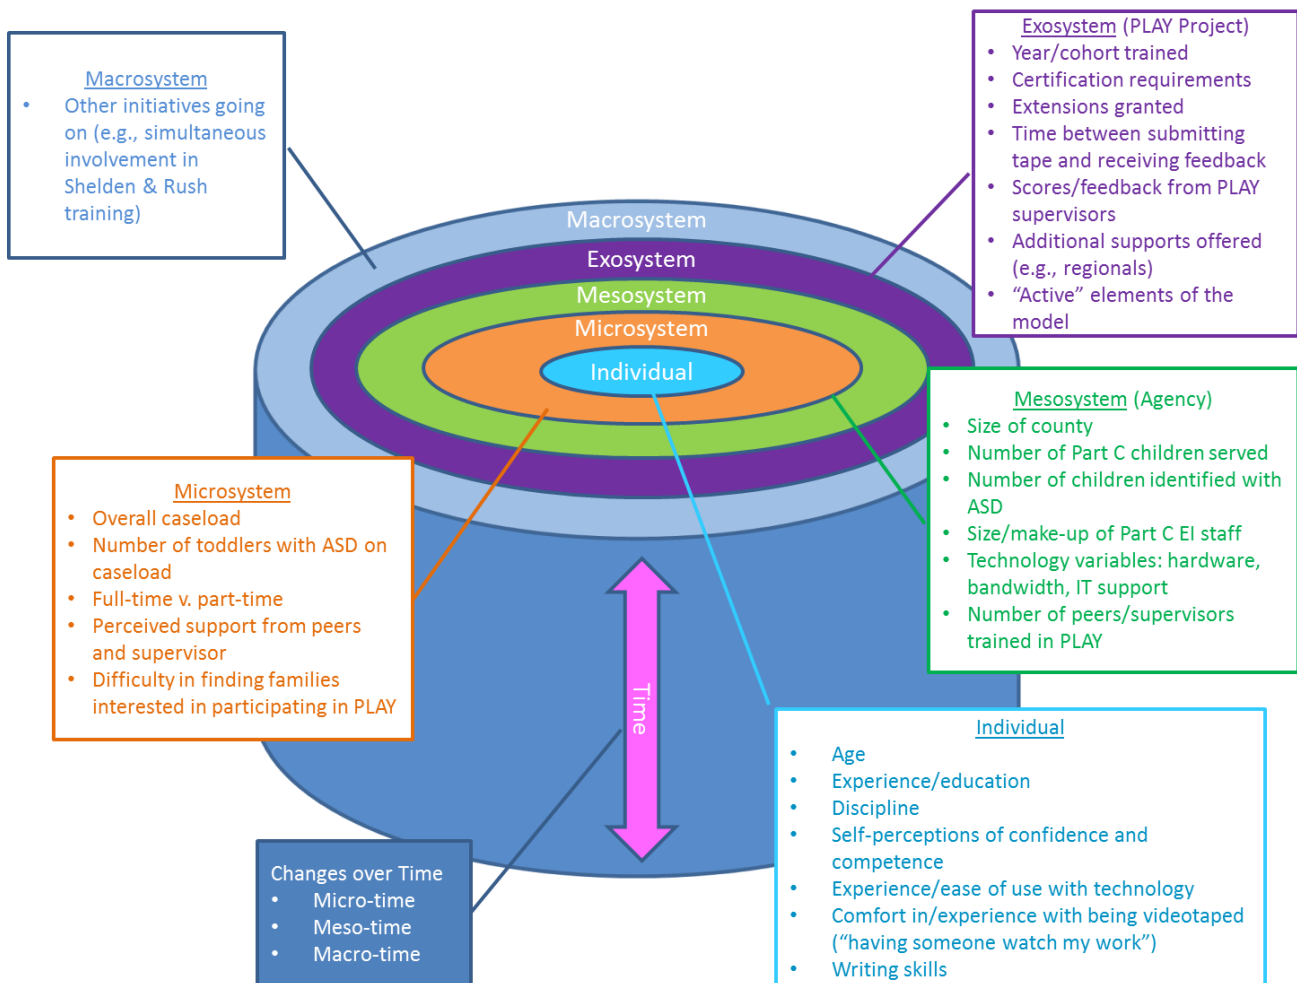 Macrosystem
• Other initiatives going
on (e.g., simultaneous
involvement in
Shelden & Rush
training)
Exosystem (PLAY Project)
• Year/cohort trained
• Certification requirements
• Extensions granted
• Time between submitting
tape and receiving feedback
• Scores/feedback from PLAY
supervisors
• Additional supports offered
(e.g., regionals)
• “Active” elements of the
model
Macrosystem
Exosystem
Mesosystem
Microsystem
Individual
Mesosystem (Agency)
• Size of county
• Number of Part C children served
• Number of children identified with
ASD
• Size/make-up of Part C EI staff
• Technology variables: hardware,
bandwidth, IT support
• Number of peers/supervisors
trained in PLAY
Microsystem
• Overall caseload
• Number of toddlers with ASD on
caseload
• Full-time v. part-time
• Perceived support from peers
and supervisor
• Difficulty in finding families
interested in participating in PLAY
Time
Individual
• Age
• Experience/education
• Discipline
• Self-perceptions of confidence and
competence
• Experience/ease of use with technology
• Comfort in/experience with being videotaped
(“having someone watch my work”)
• Writing skills
Changes over Time
• Micro-time
• Meso-time
• Macro-time